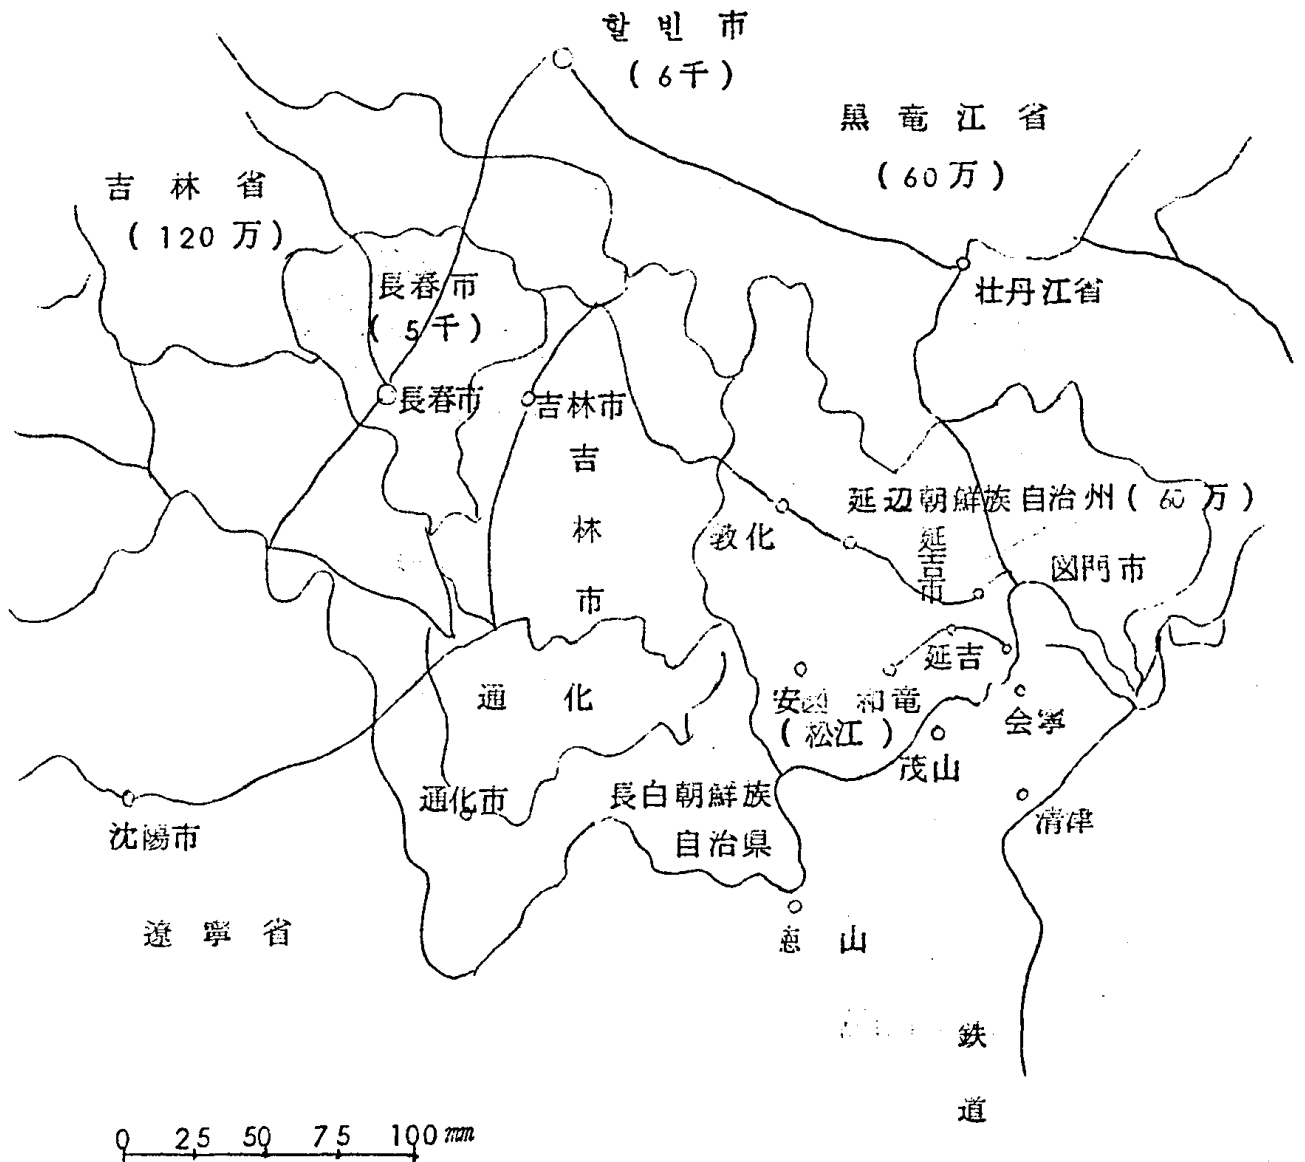 할빈市
(6千)
黒竜江省
(60万)
吉林省
(120万)
長春市
(5千)
壮丹江省
長春市
吉林市
吉林市
延辺朝鮮族自治州(60万)
敦化
延吉市
図門市
延吉
通化
安図
和竜
(松江)
会寧
茂山
通化市
長白朝鮮族
自治県
清津
沈陽市
遼寧省
恵山
鉄道
0 25 50 75 100mm